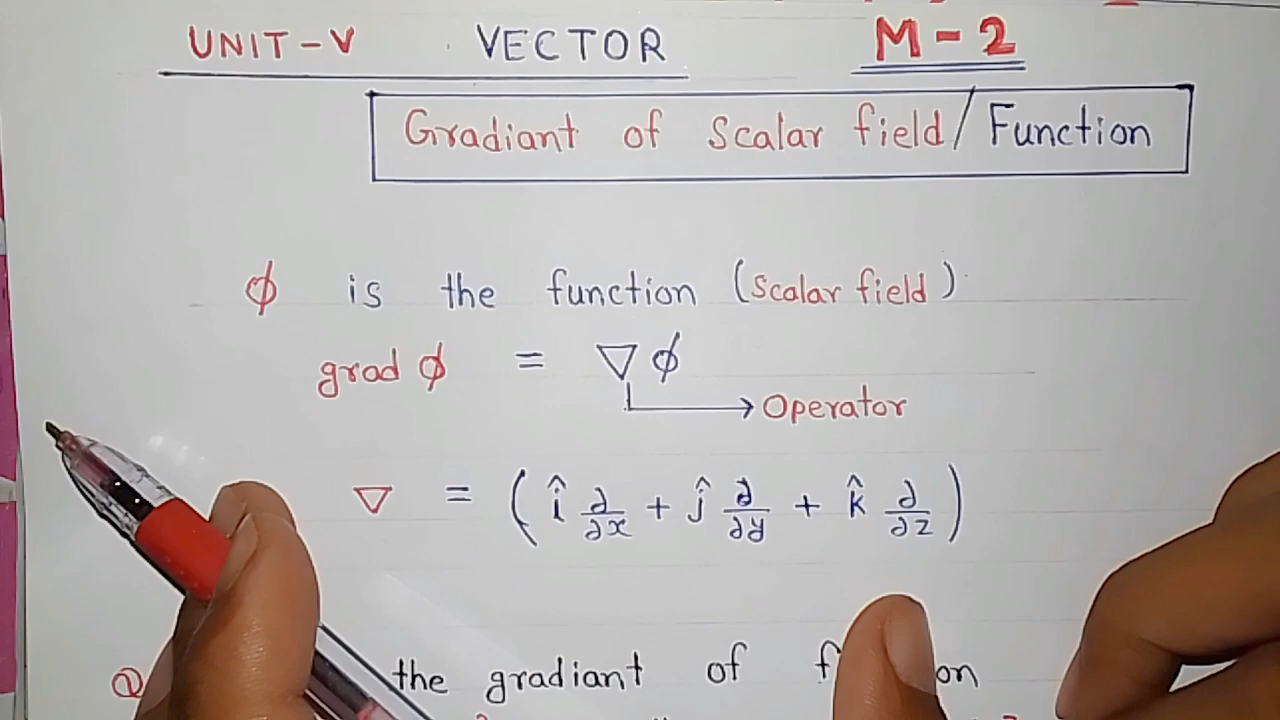 UNIT-V VECTOR M-2
Gradiant of Scalar field/Function
ϕ is the function (Scalar field)
grad ϕ = ∇ϕ
→ Operator
∇ = (î ∂/∂x + ĵ ∂/∂y + k̂ ∂/∂z)
Q the gradiant of